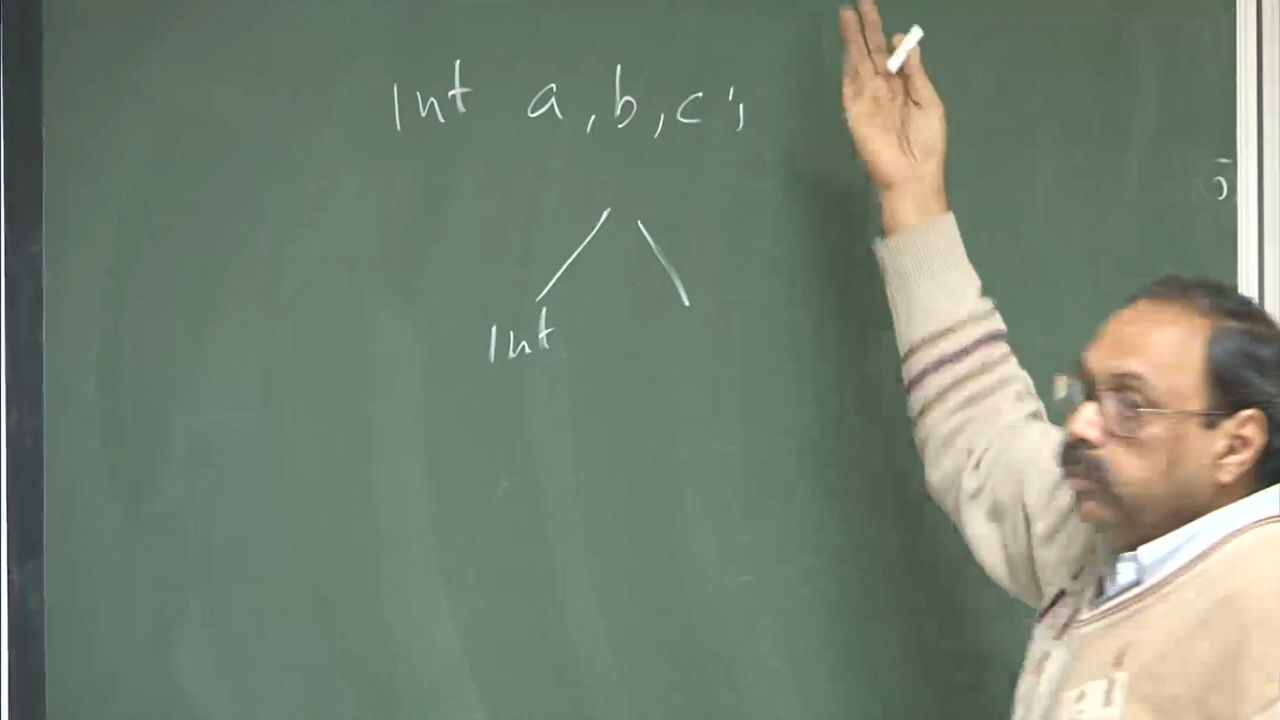 Int a, b, c ;
Int